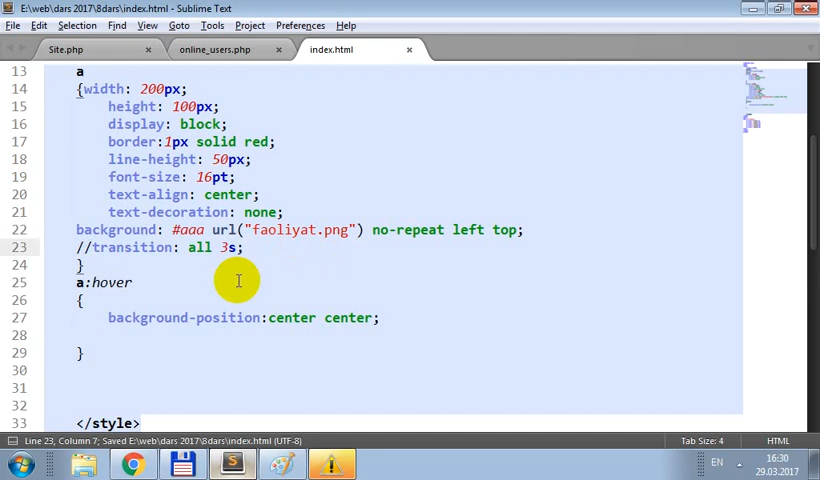 E:\web\dars 2017\8dars\index.html - Sublime Text
File Edit Selection Find View Goto Tools Project Preferences Help
Site.php online_users.php index.html
13 a
14 {width: 200px;
15 height: 100px;
16 display: block;
17 border:1px solid red;
18 line-height: 50px;
19 font-size: 16pt;
20 text-align: center;
21 text-decoration: none;
22 background: #aaa url("faoliyat.png") no-repeat left top;
23 //transition: all 3s;
24 }
25 a:hover
26 {
27 background-position:center center;
28
29 }
30
31
32
33 </style>
Line 23, Column 7; Saved E:\web\dars 2017\8dars\index.html (UTF-8) Tab Size: 4 HTML
EN 16:30
29.03.2017